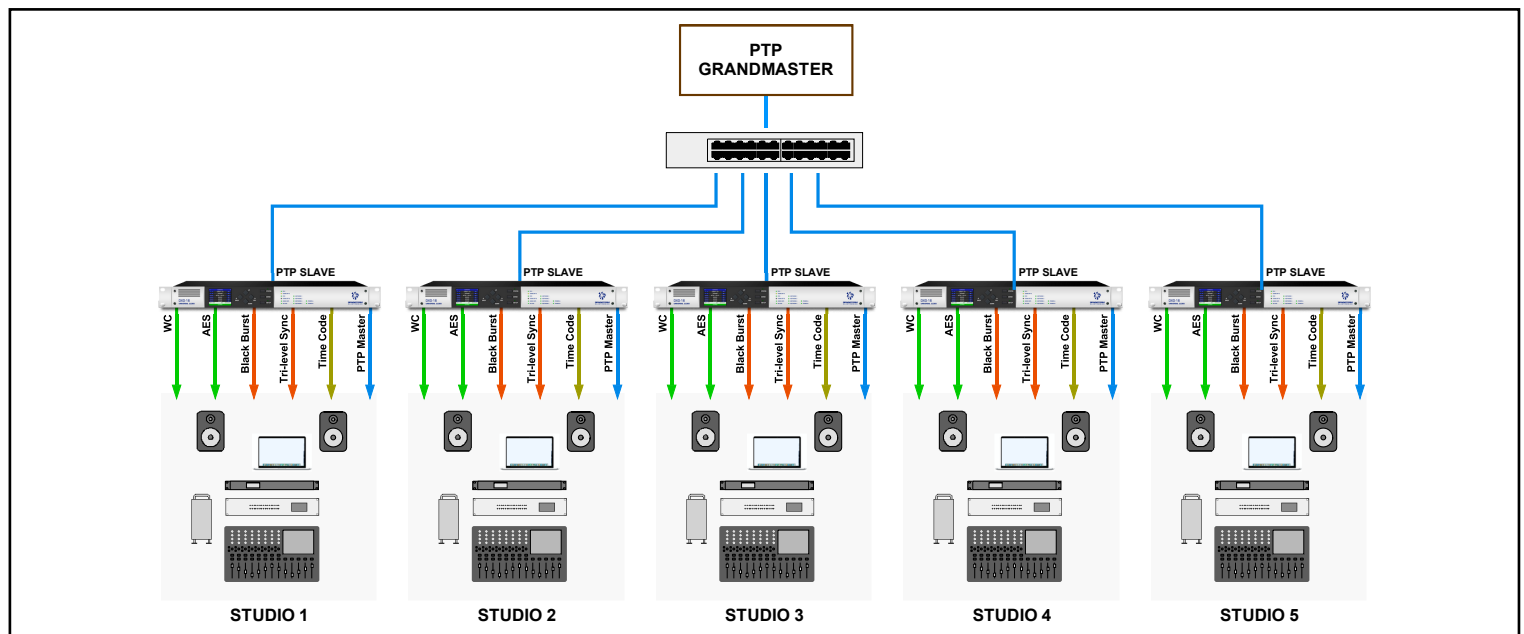 PTP
GRANDMASTER
PTP SLAVE
PTP SLAVE
PTP SLAVE
PTP SLAVE
PTP SLAVE
WC
AES
Black Burst
Tri-level Sync
Time Code
PTP Master
WC
AES
Black Burst
Tri-level Sync
Time Code
PTP Master
WC
AES
Black Burst
Tri-level Sync
Time Code
PTP Master
WC
AES
Black Burst
Tri-level Sync
Time Code
PTP Master
WC
AES
Black Burst
Tri-level Sync
Time Code
PTP Master
STUDIO 1
STUDIO 2
STUDIO 3
STUDIO 4
STUDIO 5